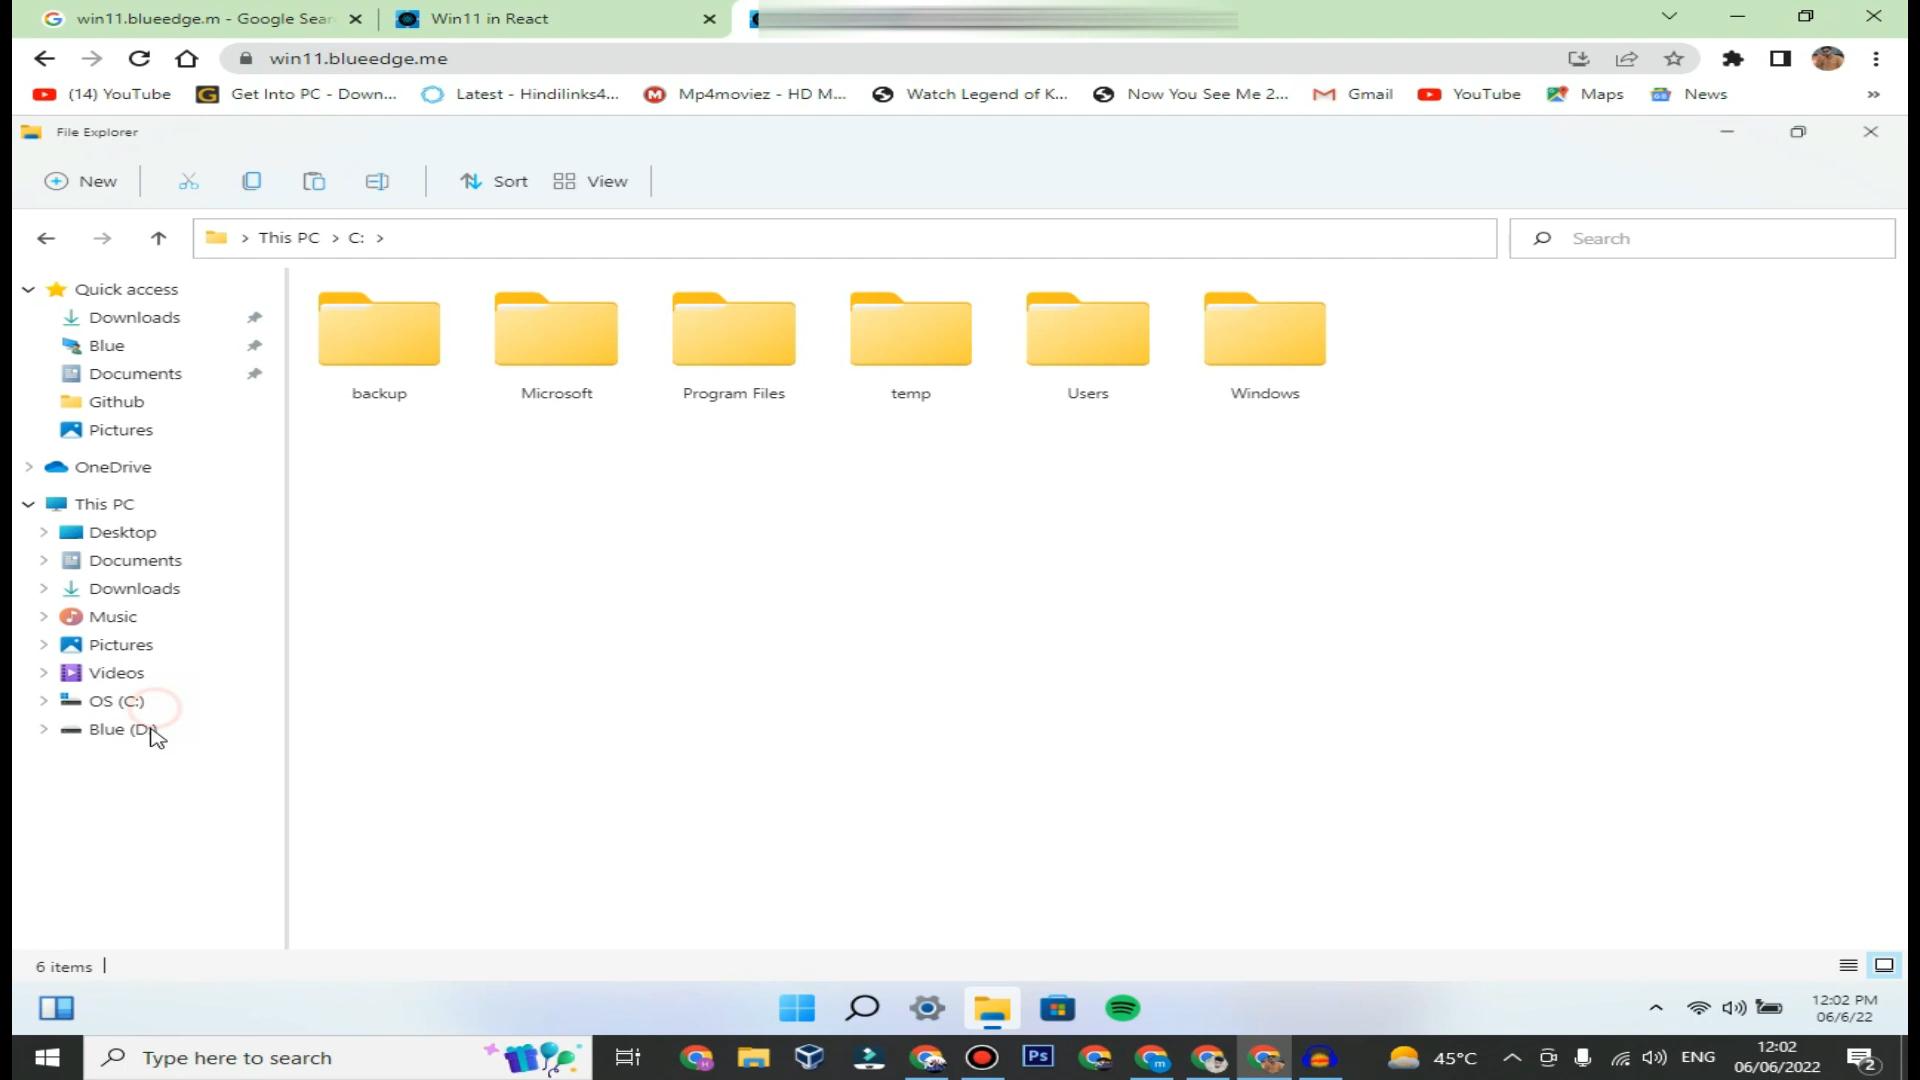 win11.blueedge.m - Google Sear
Win11 in React
win11.blueedge.me
(14) YouTube
Get Into PC - Down...
Latest - Hindilinks4...
Mp4moviez - HD M...
Watch Legend of K...
Now You See Me 2...
Gmail
YouTube
Maps
News
»
File Explorer
New
Sort
View
> This PC > C: >
Search
Quick access
Downloads
Blue
Documents
Github
Pictures
OneDrive
This PC
Desktop
Documents
Downloads
Music
Pictures
Videos
OS (C:)
Blue (D:)
backup
Microsoft
Program Files
temp
Users
Windows
6 items
12:02 PM
06/6/22
Type here to search
Ps
45°C
ENG
12:02
06/06/2022
2